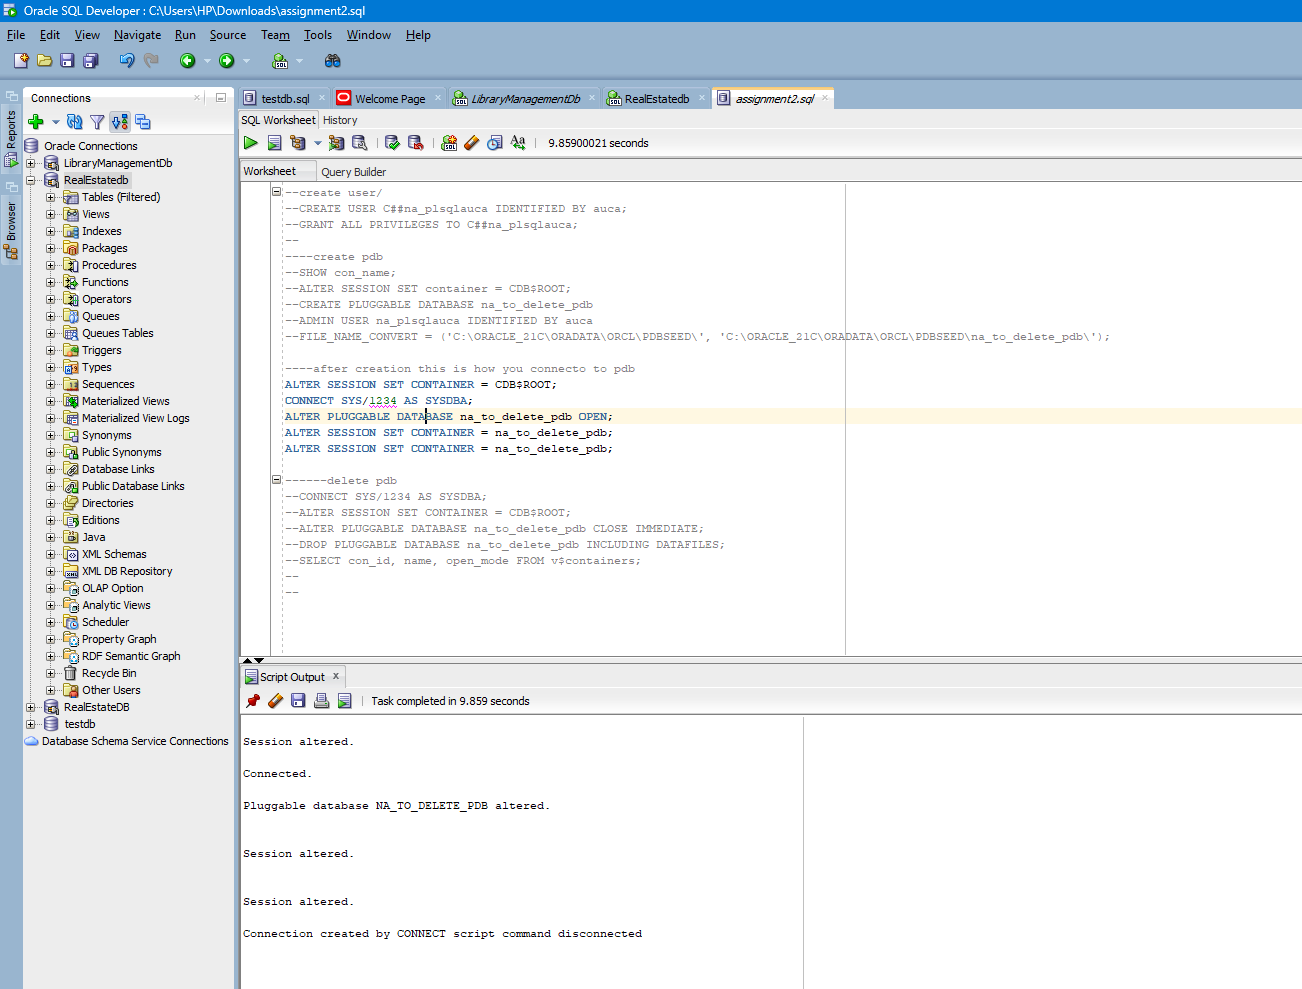 Oracle SQL Developer : C:\Users\HP\Downloads\assignment2.sql
File Edit View Navigate Run Source Team Tools Window Help
Reports
Browser
Connections
Oracle Connections
LibraryManagementDb
RealEstatedb
Tables (Filtered)
Views
Indexes
Packages
Procedures
Functions
Operators
Queues
Queues Tables
Triggers
Types
Sequences
Materialized Views
Materialized View Logs
Synonyms
Public Synonyms
Database Links
Public Database Links
Directories
Editions
Java
XML Schemas
XML DB Repository
OLAP Option
Analytic Views
Scheduler
Property Graph
RDF Semantic Graph
Recycle Bin
Other Users
RealEstateDB
testdb
Database Schema Service Connections
testdb.sql Welcome Page LibraryManagementDb RealEstatedb assignment2.sql
SQL Worksheet History
9.85900021 seconds
Worksheet Query Builder
--create user/
--CREATE USER C##na_plsqlauca IDENTIFIED BY auca;
--GRANT ALL PRIVILEGES TO C##na_plsqlauca;
--
----create pdb
--SHOW con_name;
--ALTER SESSION SET container = CDB$ROOT;
--CREATE PLUGGABLE DATABASE na_to_delete_pdb
--ADMIN USER na_plsqlauca IDENTIFIED BY auca
--FILE_NAME_CONVERT = ('C:\ORACLE_21C\ORADATA\ORCL\PDBSEED\', 'C:\ORACLE_21C\ORADATA\ORCL\PDBSEED\na_to_delete_pdb\');
----after creation this is how you connecto to pdb
ALTER SESSION SET CONTAINER = CDB$ROOT;
CONNECT SYS/1234 AS SYSDBA;
ALTER PLUGGABLE DATABASE na_to_delete_pdb OPEN;
ALTER SESSION SET CONTAINER = na_to_delete_pdb;
ALTER SESSION SET CONTAINER = na_to_delete_pdb;
------delete pdb
--CONNECT SYS/1234 AS SYSDBA;
--ALTER SESSION SET CONTAINER = CDB$ROOT;
--ALTER PLUGGABLE DATABASE na_to_delete_pdb CLOSE IMMEDIATE;
--DROP PLUGGABLE DATABASE na_to_delete_pdb INCLUDING DATAFILES;
--SELECT con_id, name, open_mode FROM v$containers;
--
--
Script Output
Task completed in 9.859 seconds
Session altered.
Connected.
Pluggable database NA_TO_DELETE_PDB altered.
Session altered.
Session altered.
Connection created by CONNECT script command disconnected